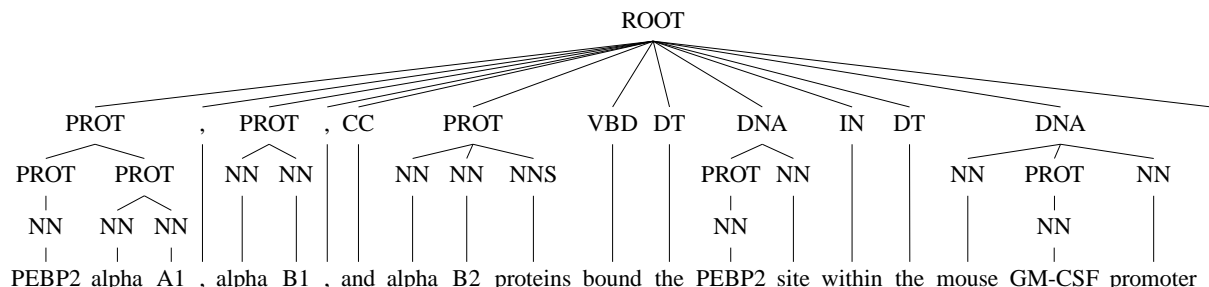 ROOT
PROT , PROT , CC PROT VBD DT DNA IN DT DNA
PROT PROT NN NN NN NN NNS PROT NN NN PROT NN
NN NN NN NN NN
PEBP2 alpha A1 , alpha B1 , and alpha B2 proteins bound the PEBP2 site within the mouse GM-CSF promoter